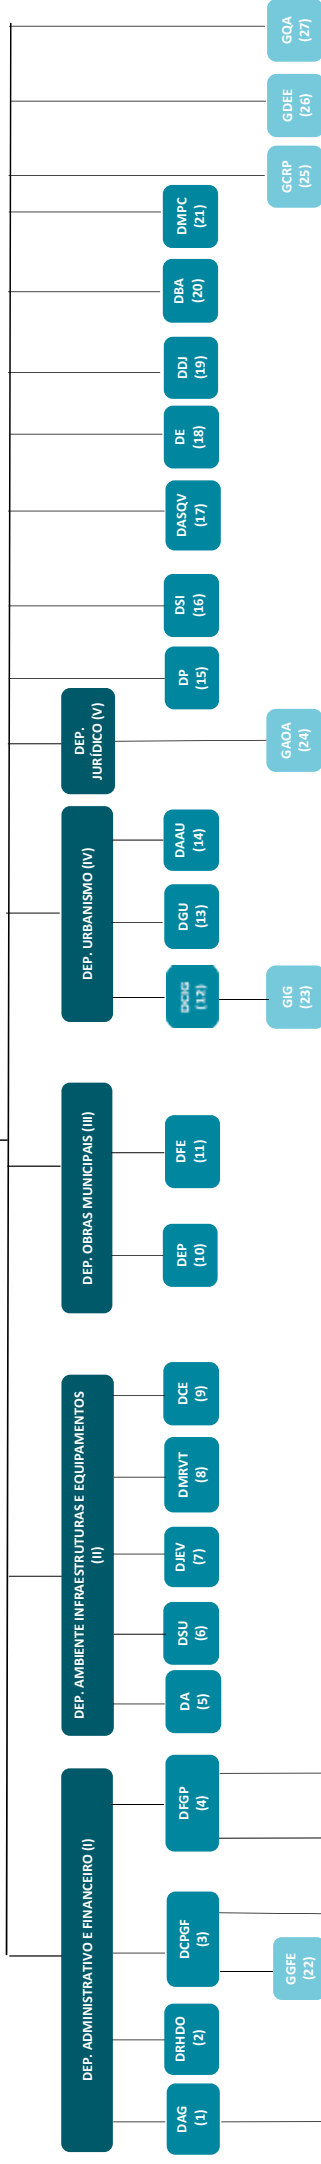 DEP. ADMINISTRATIVO E FINANCEIRO (I)
DEP. AMBIENTE INFRAESTRUTURAS E EQUIPAMENTOS
(II)
DEP. OBRAS MUNICIPAIS (III)
DEP. URBANISMO (IV)
DEP.
JURÍDICO (V)
DAG
(1)
DRHDO
(2)
DCPGF
(3)
DFGP
(4)
DA
(5)
DSU
(6)
DJEV
(7)
DMRVT
(8)
DCE
(9)
DEP
(10)
DFE
(11)
DCIG
(12)
DGU
(13)
DAAU
(14)
DP
(15)
DSI
(16)
DASQV
(17)
DE
(18)
DDJ
(19)
DBA
(20)
DMPC
(21)
GGFE
(22)
GIG
(23)
GAOA
(24)
GCRP
(25)
GDEE
(26)
GQA
(27)